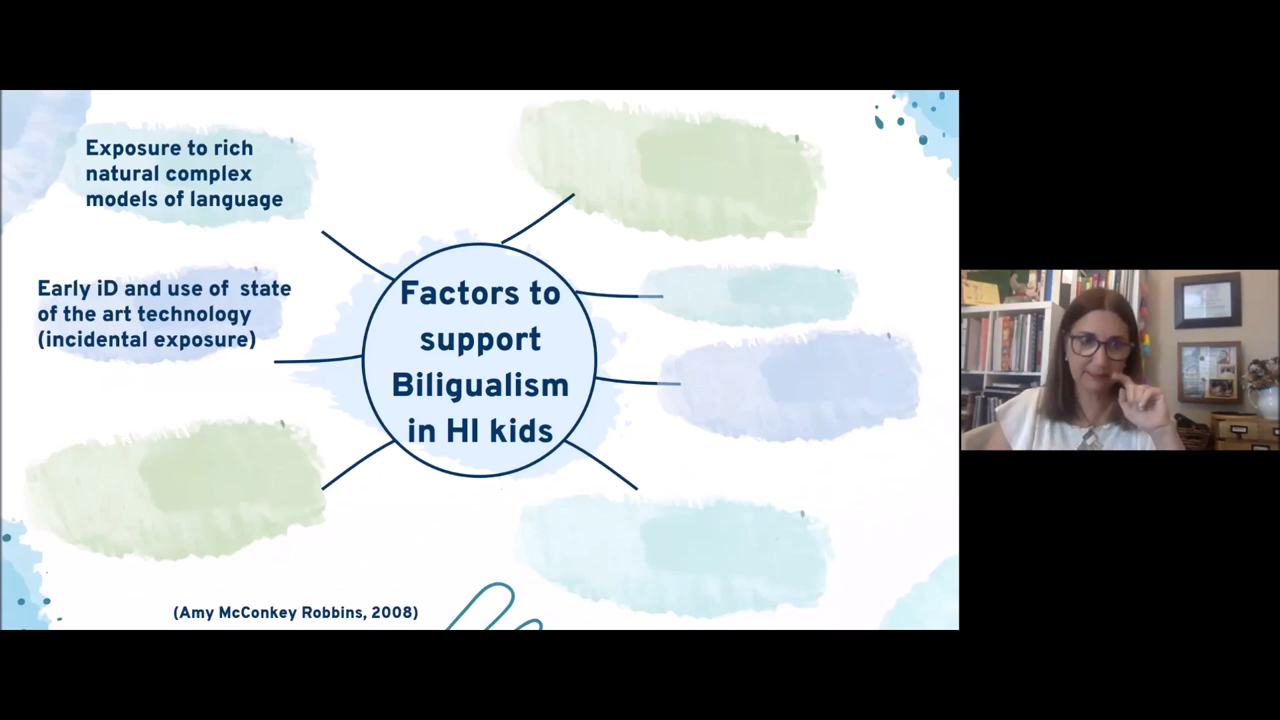 Exposure to rich
natural complex
models of language
Early iD and use of state
of the art technology
(incidental exposure)
Factors to
support
Biligualism
in HI kids
(Amy McConkey Robbins, 2008)